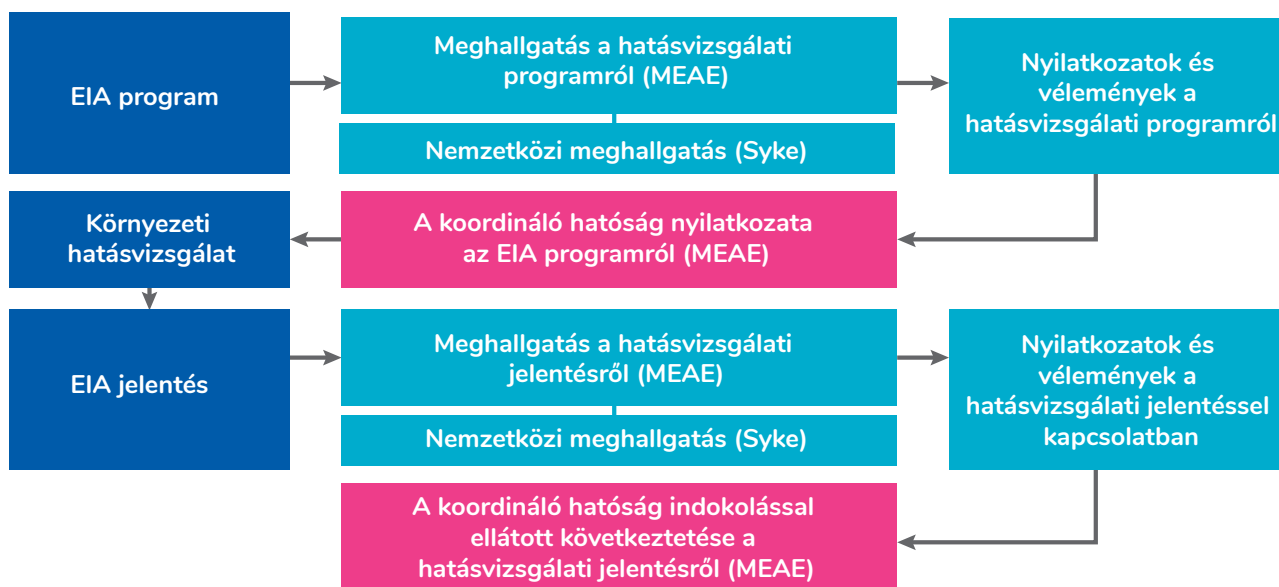 EIA program
Meghallgatás a hatásvizsgálati
programról (MEAE)
Nemzetközi meghallgatás (Syke)
Nyilatkozatok és
vélemények a
hatásvizsgálati programról
Környezeti
hatásvizsgálat
A koordináló hatóság nyilatkozata
az EIA programról (MEAE)
EIA jelentés
Meghallgatás a hatásvizsgálati
jelentésről (MEAE)
Nemzetközi meghallgatás (Syke)
Nyilatkozatok és
vélemények a
hatásvizsgálati jelentéssel
kapcsolatban
A koordináló hatóság indokolással
ellátott következtetése a
hatásvizsgálati jelentésről (MEAE)